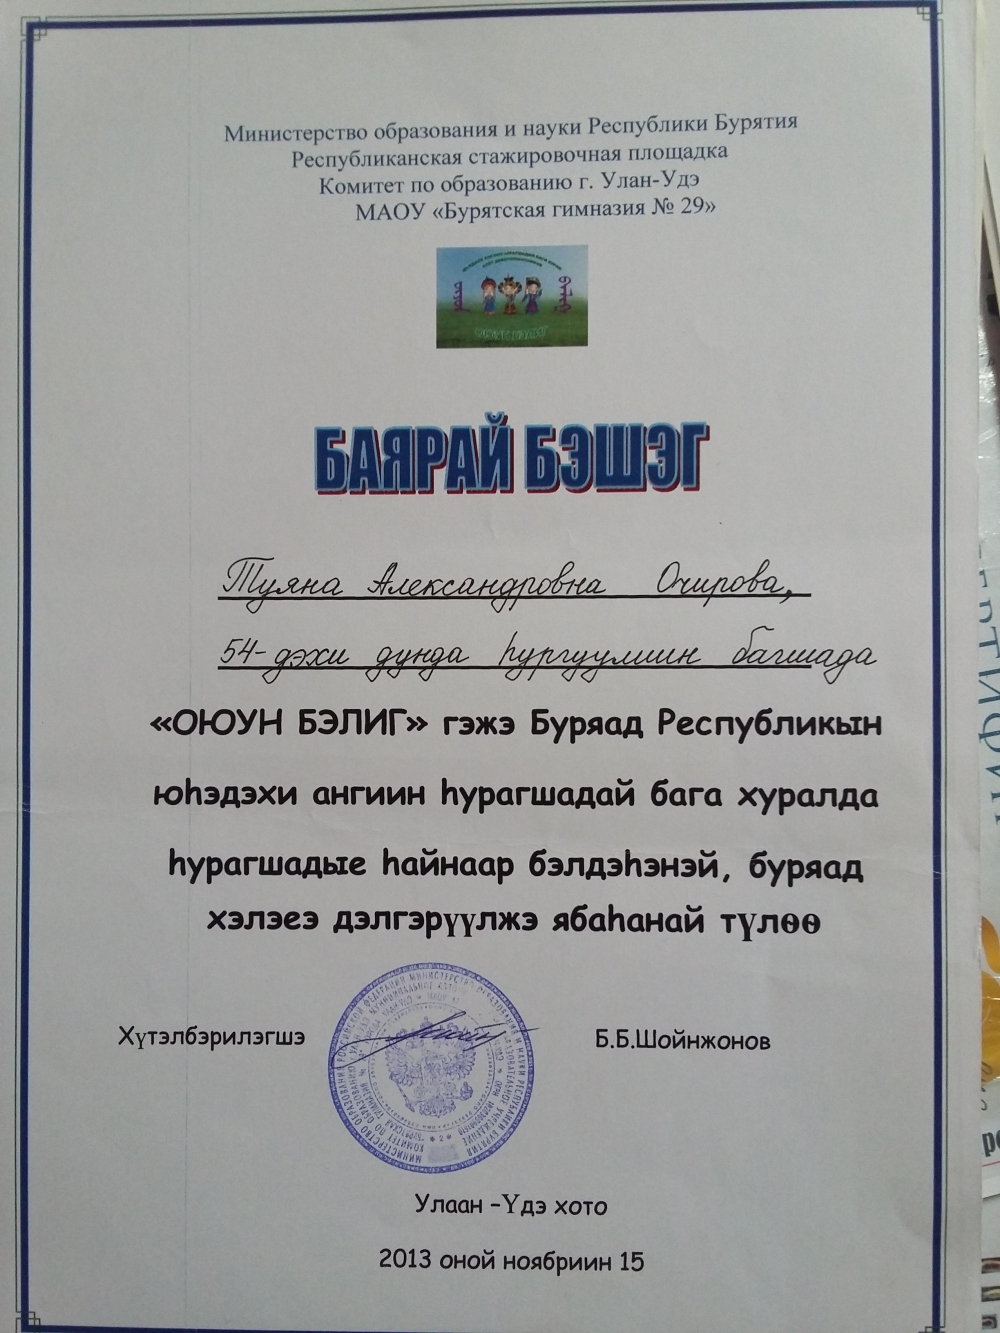 Министерство образования и науки Республики Бурятия
Республиканская стажировочная площадка
Комитет по образованию г. Улан-Удэ
МАОУ «Бурятская гимназия № 29»
БАЯРАЙ БЭШЭГ
Туяна Александровна Очирова,
54-дэхи дунда һургуулиин багшада
«ОЮУН БЭЛИГ» гэжэ Буряад Республикын
юһэдэхи ангиин һурагшадай бага хуралда
һурагшадые һайнаар бэлдэһэнэй, буряад
хэлэеэ дэлгэрүүлжэ ябаһанай түлөө
Хүтэлбэрилэгшэ
Б.Б.Шойнжонов
Улаан –Үдэ хото
2013 оной ноябриин 15